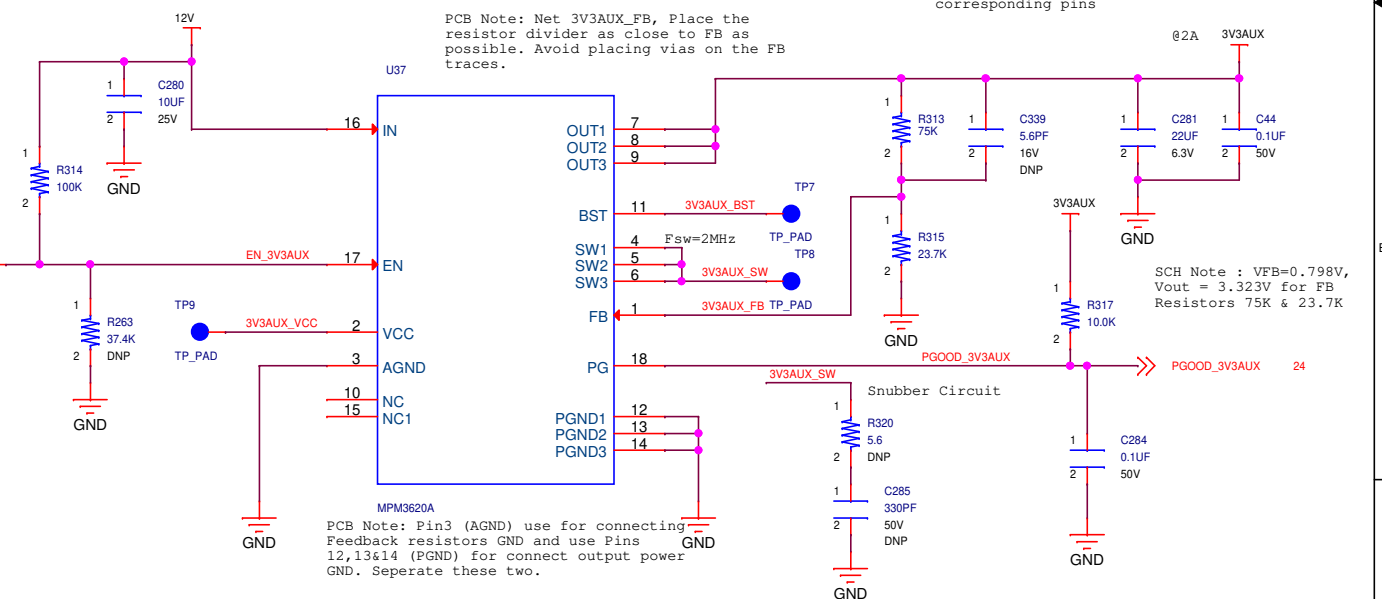 corresponding pins
12V
PCB Note: Net 3V3AUX_FB, Place the
resistor divider as close to FB as
possible. Avoid placing vias on the FB
traces.
@2A
3V3AUX
U37
1
C280
10UF
2
25V
16
IN
OUT1
7
OUT2
8
OUT3
9
1
R313
75K
2
1
C339
5.6PF
2
16V
DNP
1
C281
22UF
2
6.3V
1
C44
0.1UF
2
50V
GND
1
R314
100K
2
TP7
BST
11
3V3AUX_BST
TP_PAD
3V3AUX
GND
SW1
4
Fsw=2MHz
SW2
5
SW3
6
3V3AUX_SW
TP8
1
R315
23.7K
2
EN_3V3AUX
17
EN
SCH Note : VFB=0.798V,
Vout = 3.323V for FB
Resistors 75K & 23.7K
FB
1
3V3AUX_FB
TP_PAD
GND
1
R317
10.0K
2
1
R263
37.4K
2
DNP
TP9
3V3AUX_VCC
2
VCC
TP_PAD
3
AGND
PG
18
PGOOD_3V3AUX
PGOOD_3V3AUX
24
GND
10
NC
15
NC1
3V3AUX_SW
Snubber Circuit
PGND1
12
PGND2
13
PGND3
14
1
R320
5.6
2
DNP
1
C284
0.1UF
2
50V
1
C285
330PF
2
50V
DNP
MPM3620A
GND
PCB Note: Pin3 (AGND) use for connecting
Feedback resistors GND and use Pins
12,13&14 (PGND) for connect output power
GND. Seperate these two.
GND
GND
GND